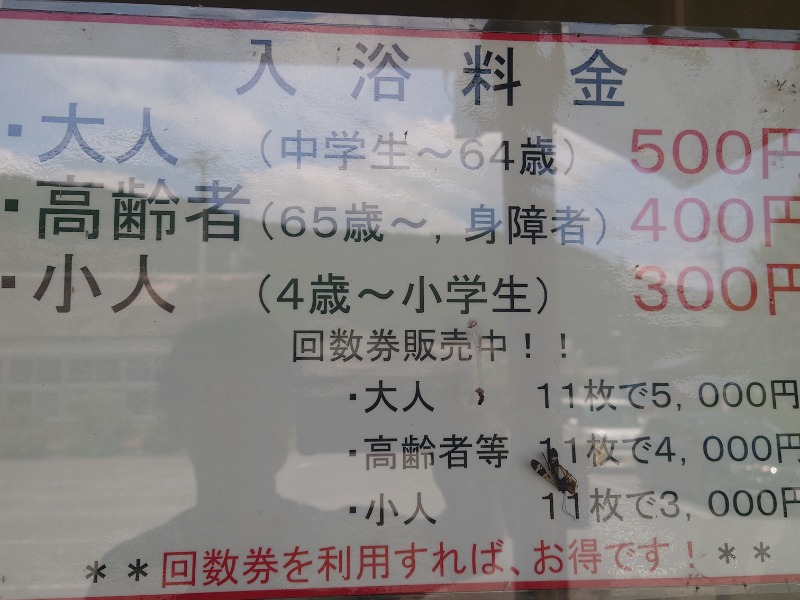 入浴料金
・大人 （中学生～64歳） 500円
・高齢者（65歳～，身障者） 400円
・小人 （4歳～小学生） 300円
回数券販売中！！
・大人 11枚で5，000円
・高齢者等 11枚で4，000円
・小人 11枚で3，000円
＊＊回数券を利用すれば、お得です！＊＊